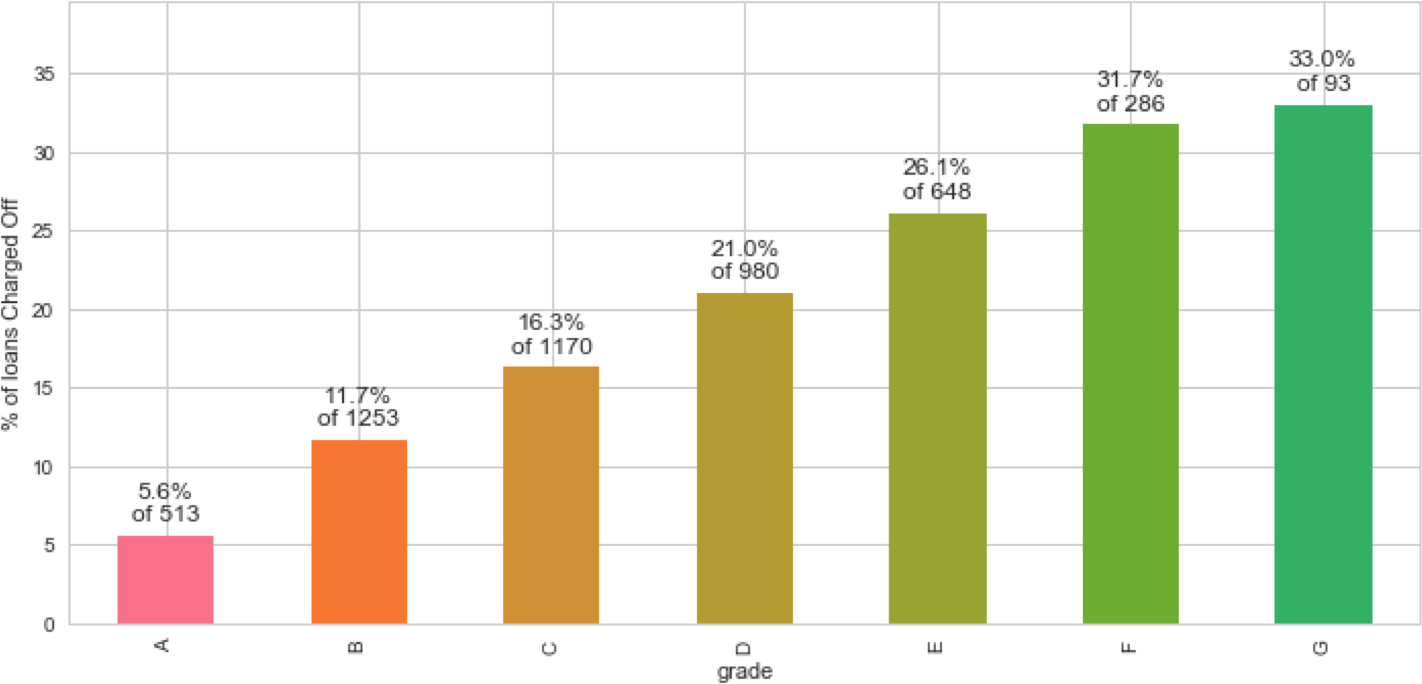 % of loans Charged Off
35
30
25
20
15
10
5
0
5.6%
of 513
11.7%
of 1253
16.3%
of 1170
21.0%
of 980
26.1%
of 648
31.7%
of 286
33.0%
of 93
A
B
C
D
E
F
G
grade